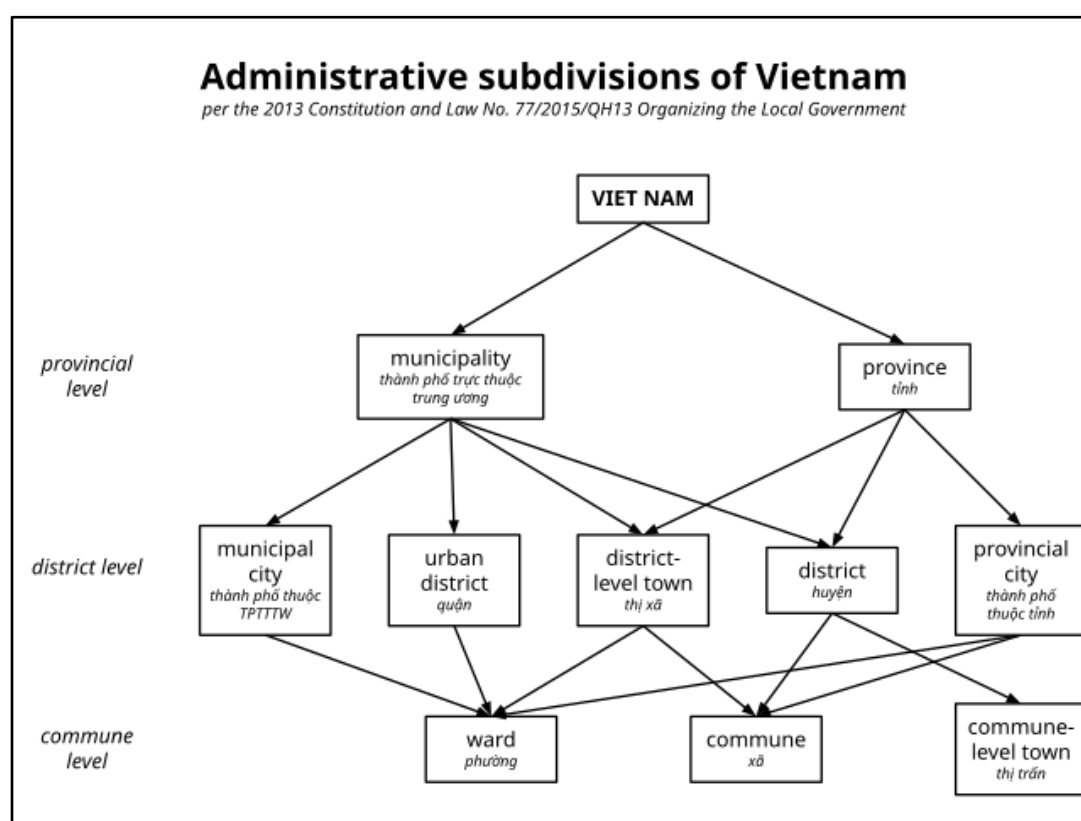 Administrative subdivisions of Vietnam
per the 2013 Constitution and Law No. 77/2015/QH13 Organizing the Local Government
VIET NAM
provincial
level
municipality
thành phố trực thuộc
trung ương
province
tỉnh
district level
municipal
city
thành phố thuộc
TPTTTW
urban
district
quận
district-
level town
thị xã
district
huyện
provincial
city
thành phố
thuộc tỉnh
commune
level
ward
phường
commune
xã
commune-
level town
thị trấn